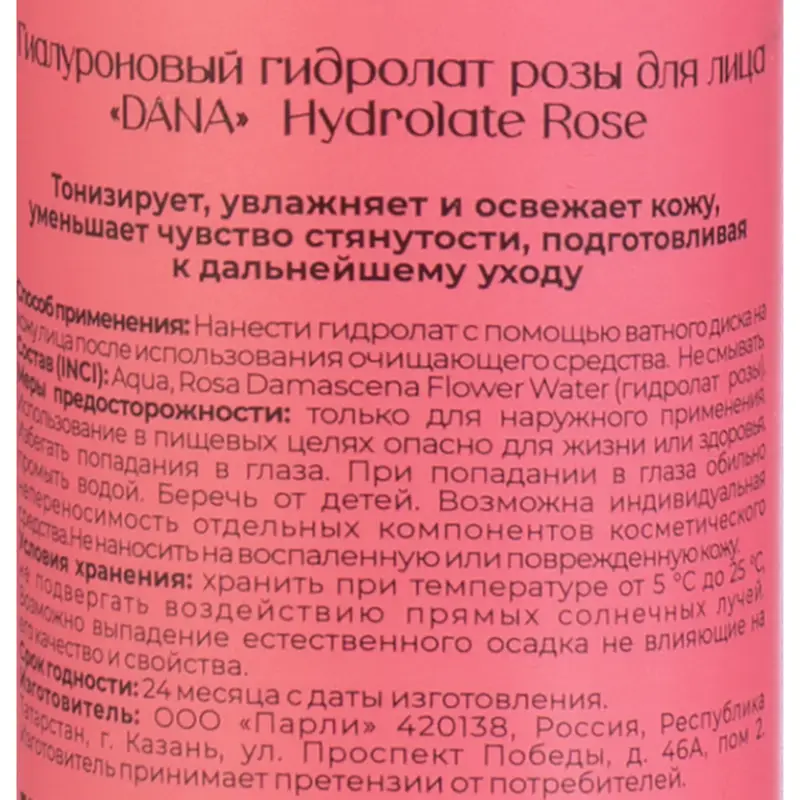 Гиалуроновый гидролат розы для лица
«DANA» Hydrolate Rose
Тонизирует, увлажняет и освежает кожу,
уменьшает чувство стянутости, подготовливая
к дальнейшему уходу
Способ применения: Нанести гидролат с помощью ватного диска на
кожу лица после использования очищающего средства. Не смывать
Состав (INCI): Aqua, Rosa Damascena Flower Water (гидролат розы).
Меры предосторожности: только для наружного применения
Использование в пищевых целях опасно для жизни или здоровья.
Избегать попадания в глаза. При попадании в глаза обильно
промыть водой. Беречь от детей. Возможна индивидуальная
непереносимость отдельных компонентов косметического
средства. Не наносить на воспаленную или поврежденную кожу.
Условия хранения: хранить при температуре от 5 °C до 25 °C,
не подвергать воздействию прямых солнечных лучей.
Возможно выпадение естественного осадка не влияющие на
его качество и свойства.
Срок годности: 24 месяца с даты изготовления.
Изготовитель: ООО «Парли» 420138, Россия, Республика
Татарстан, г. Казань, ул. Проспект Победы, д. 46А, пом 2.
Изготовитель принимает претензии от потребителей.